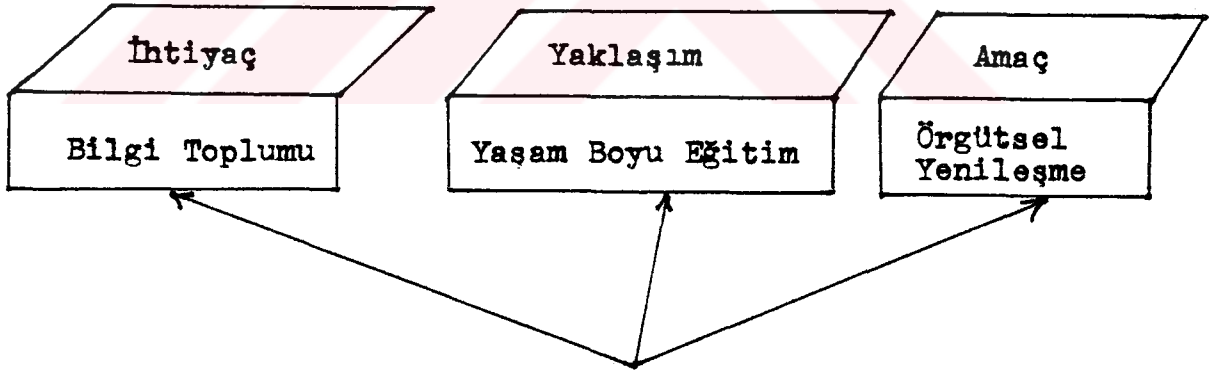 İhtiyaç
Yaklaşım
Amaç
Bilgi Toplumu
Yaşam Boyu Eğitim
Örgütsel
Yenileşme